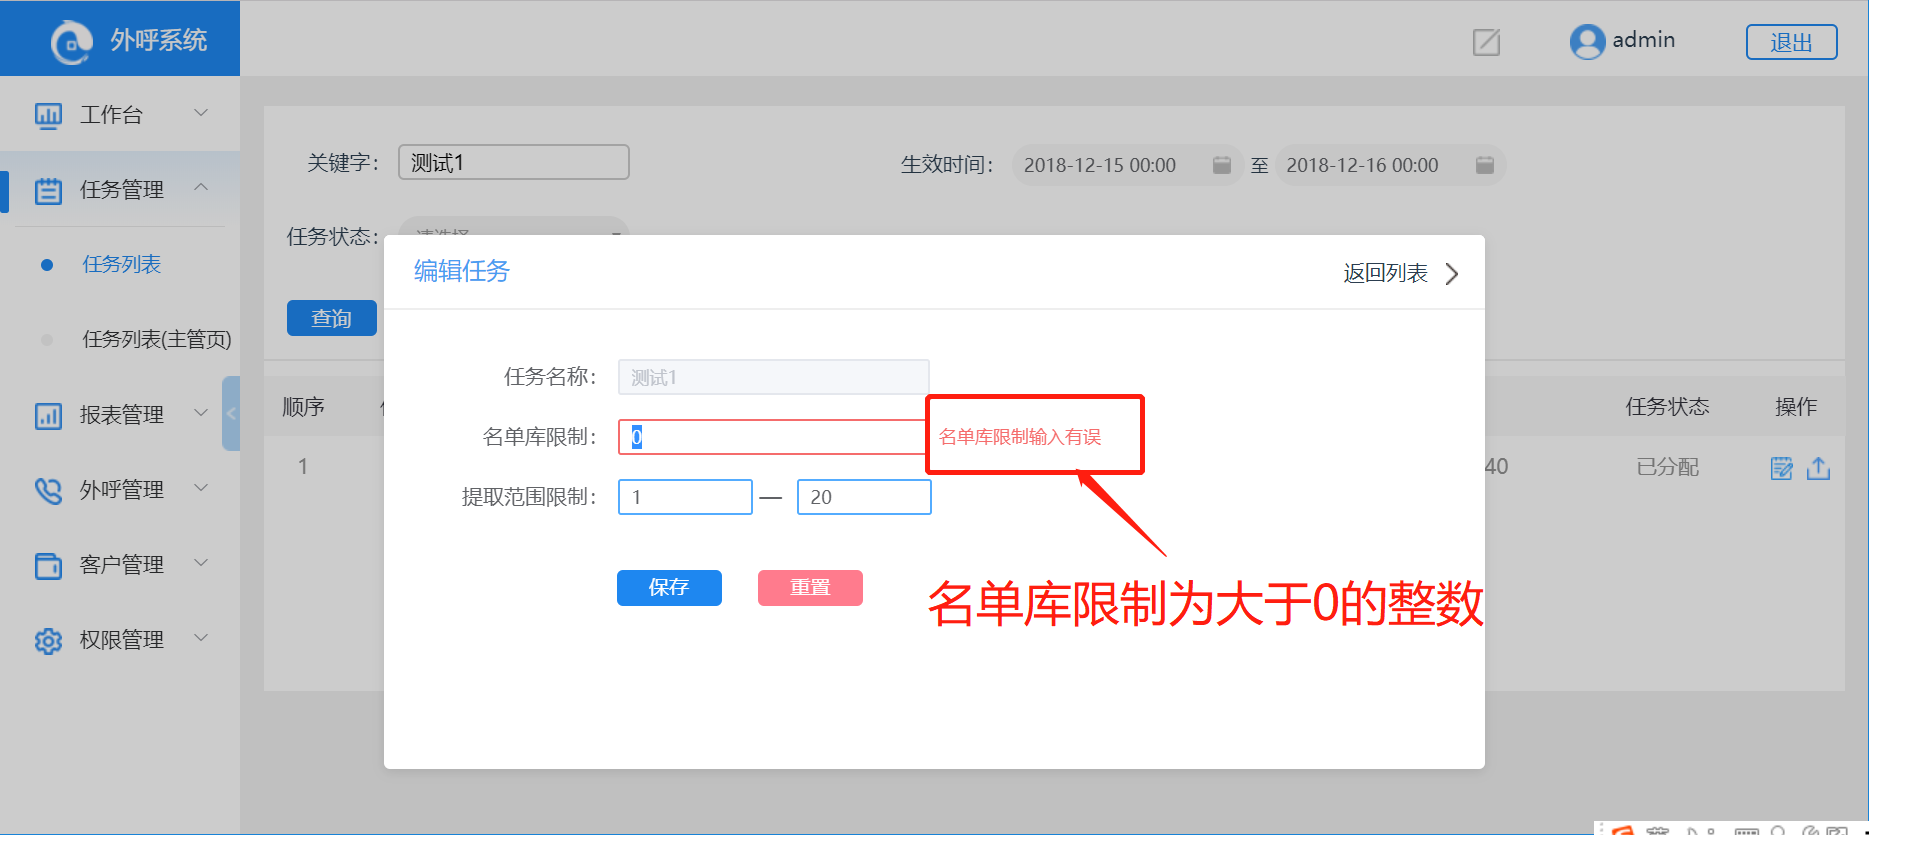 外呼系统
admin
退出
工作台
任务管理
任务列表
任务列表(主管页)
报表管理
外呼管理
客户管理
权限管理
关键字：
测试1
生效时间：
2018-12-15 00:00
至
2018-12-16 00:00
任务状态：
请选择
查询
顺序
任务状态
操作
1
40
已分配
编辑任务
返回列表
任务名称：
测试1
名单库限制：
0
名单库限制输入有误
提取范围限制：
1
—
20
保存
重置
名单库限制为大于0的整数